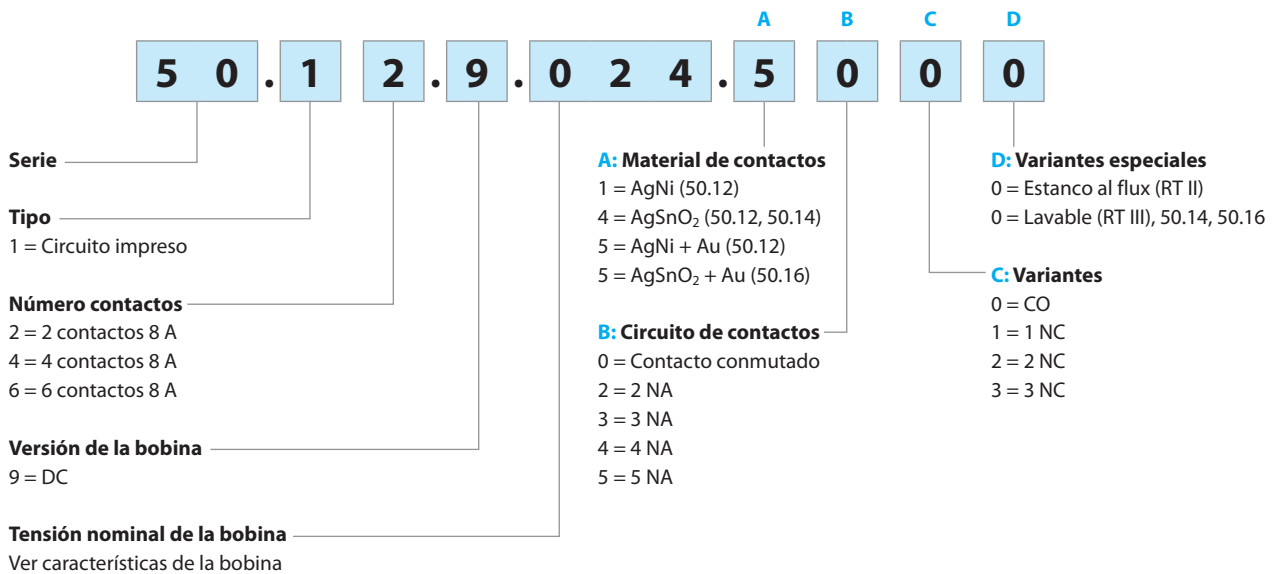 A B C D
5 0 . 1 2 . 9 . 0 2 4 . 5 0 0 0
Serie
Tipo
1 = Circuito impreso
Número contactos
2 = 2 contactos 8 A
4 = 4 contactos 8 A
6 = 6 contactos 8 A
Versión de la bobina
9 = DC
Tensión nominal de la bobina
Ver características de la bobina
A: Material de contactos
1 = AgNi (50.12)
4 = AgSnO₂ (50.12, 50.14)
5 = AgNi + Au (50.12)
5 = AgSnO₂ + Au (50.16)
B: Circuito de contactos
0 = Contacto conmutado
2 = 2 NA
3 = 3 NA
4 = 4 NA
5 = 5 NA
D: Variantes especiales
0 = Estanco al flux (RT II)
0 = Lavable (RT III), 50.14, 50.16
C: Variantes
0 = CO
1 = 1 NC
2 = 2 NC
3 = 3 NC